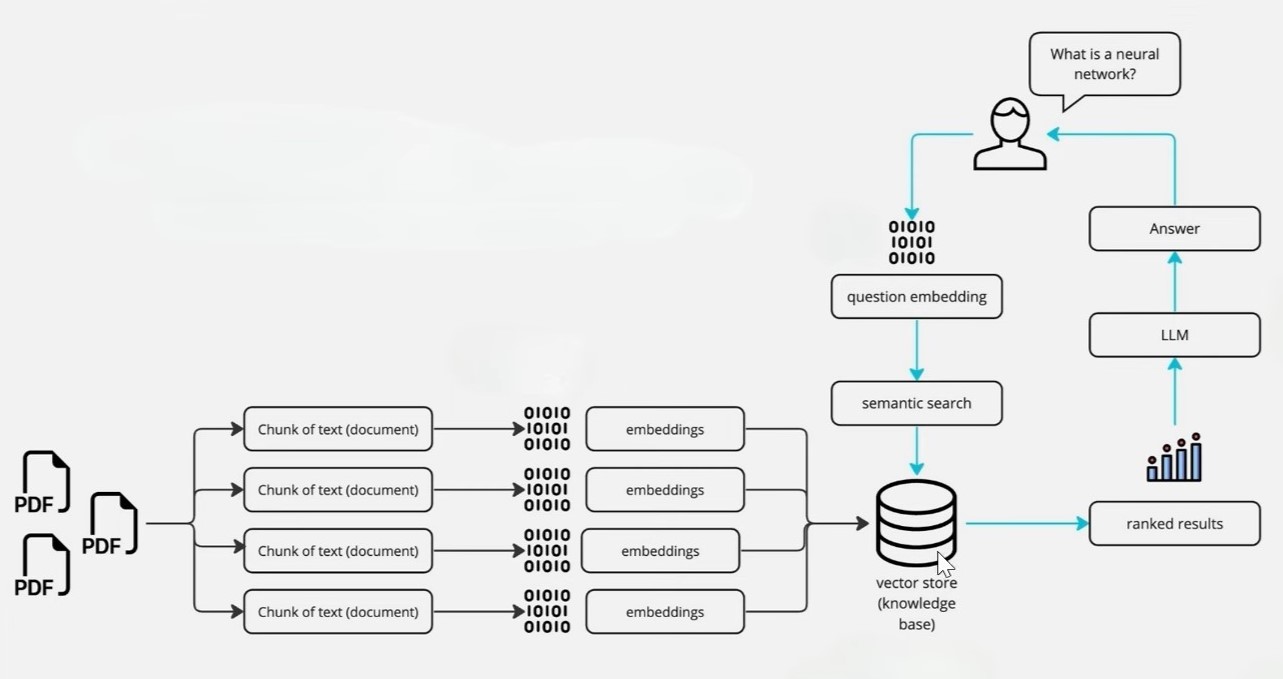 What is a neural
network?
01010
10101
01010
question embedding
semantic search
Answer
LLM
ranked results
PDF
PDF
PDF
Chunk of text (document)
01010
10101
01010
embeddings
Chunk of text (document)
01010
10101
01010
embeddings
Chunk of text (document)
01010
10101
01010
embeddings
Chunk of text (document)
01010
10101
01010
embeddings
vector store
(knowledge
base)